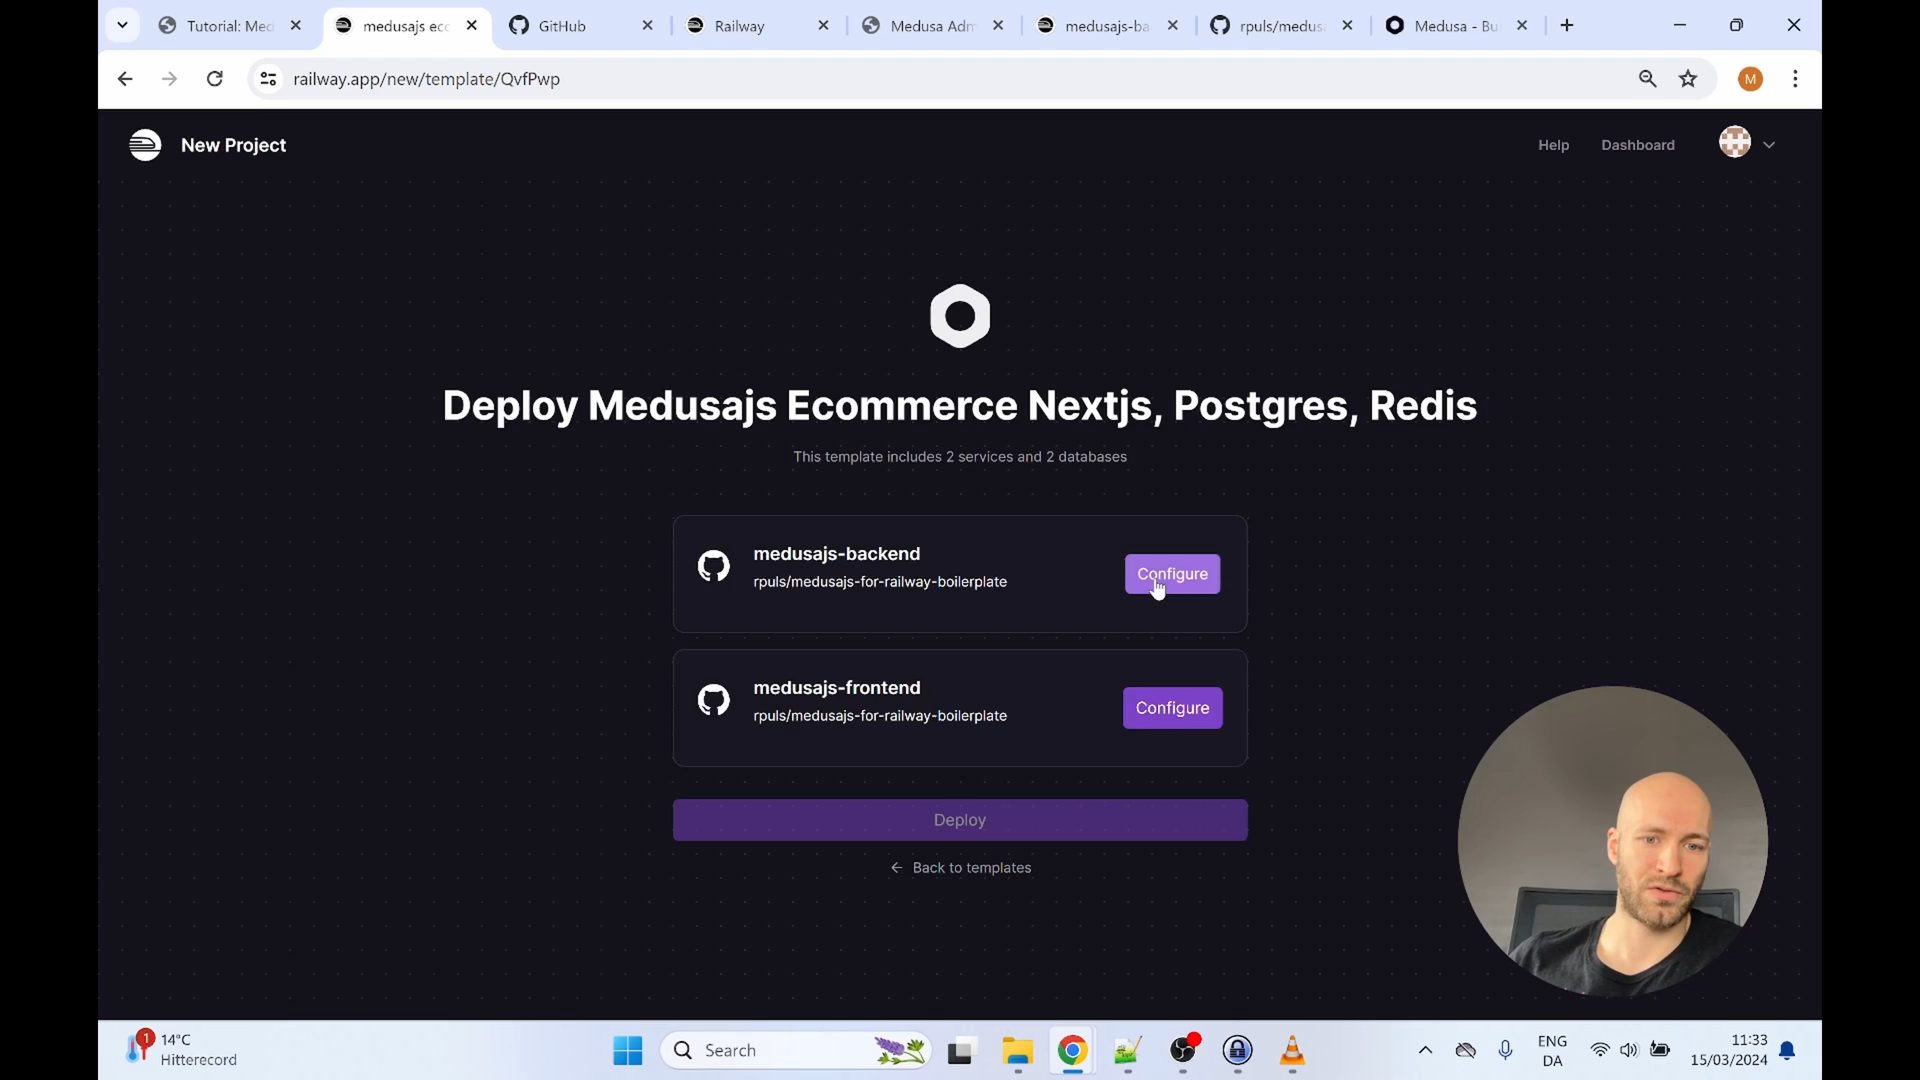 Tutorial: Med
medusajs ec
GitHub
Railway
Medusa Adm
medusajs-ba
rpuls/medus
Medusa - Bu
railway.app/new/template/QvfPwp
M
New Project
Help
Dashboard
Deploy Medusajs Ecommerce Nextjs, Postgres, Redis
This template includes 2 services and 2 databases
medusajs-backend
rpuls/medusajs-for-railway-boilerplate
Configure
medusajs-frontend
rpuls/medusajs-for-railway-boilerplate
Configure
Deploy
← Back to templates
1
14°C
Hitterecord
Search
ENG
DA
11:33
15/03/2024